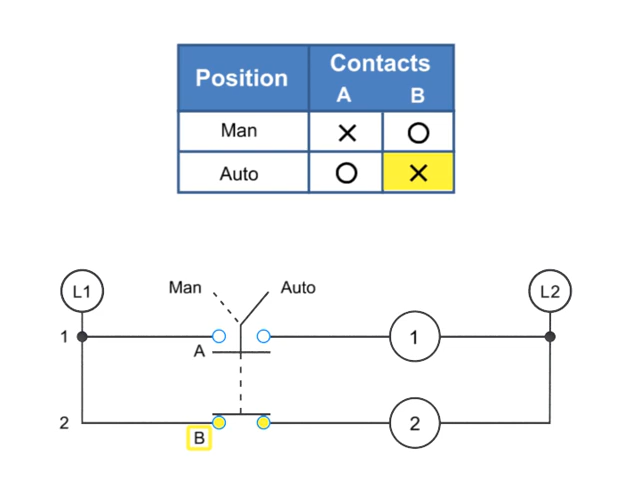 Position Contacts
A B
Man X O
Auto O X
L1 Man Auto L2
1 1
A
2 2
B